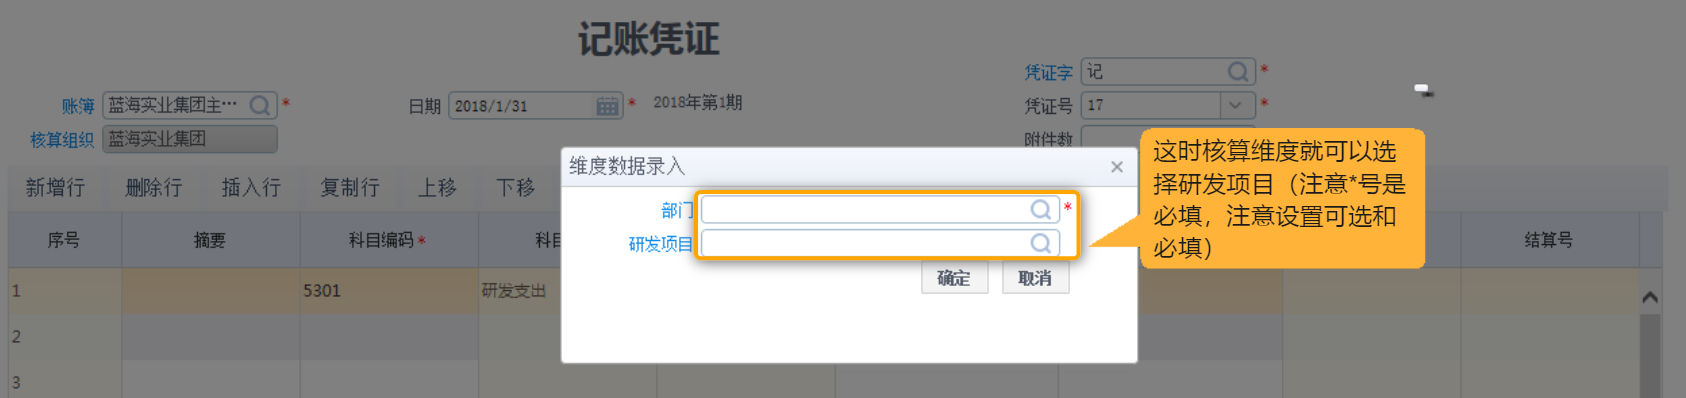 记账凭证
凭证字 记 *
账簿 蓝海实业集团主… * 日期 2018/1/31 * 2018年第1期 凭证号 17 *
核算组织 蓝海实业集团 附件数
新增行 删除行 插入行 复制行 上移 下移
序号 摘要 科目编码* 科目 结算号
1 5301 研发支出
2
3
维度数据录入 ×
部门 *
研发项目
确定 取消
这时核算维度就可以选
择研发项目（注意*号是
必填，注意设置可选和
必填）